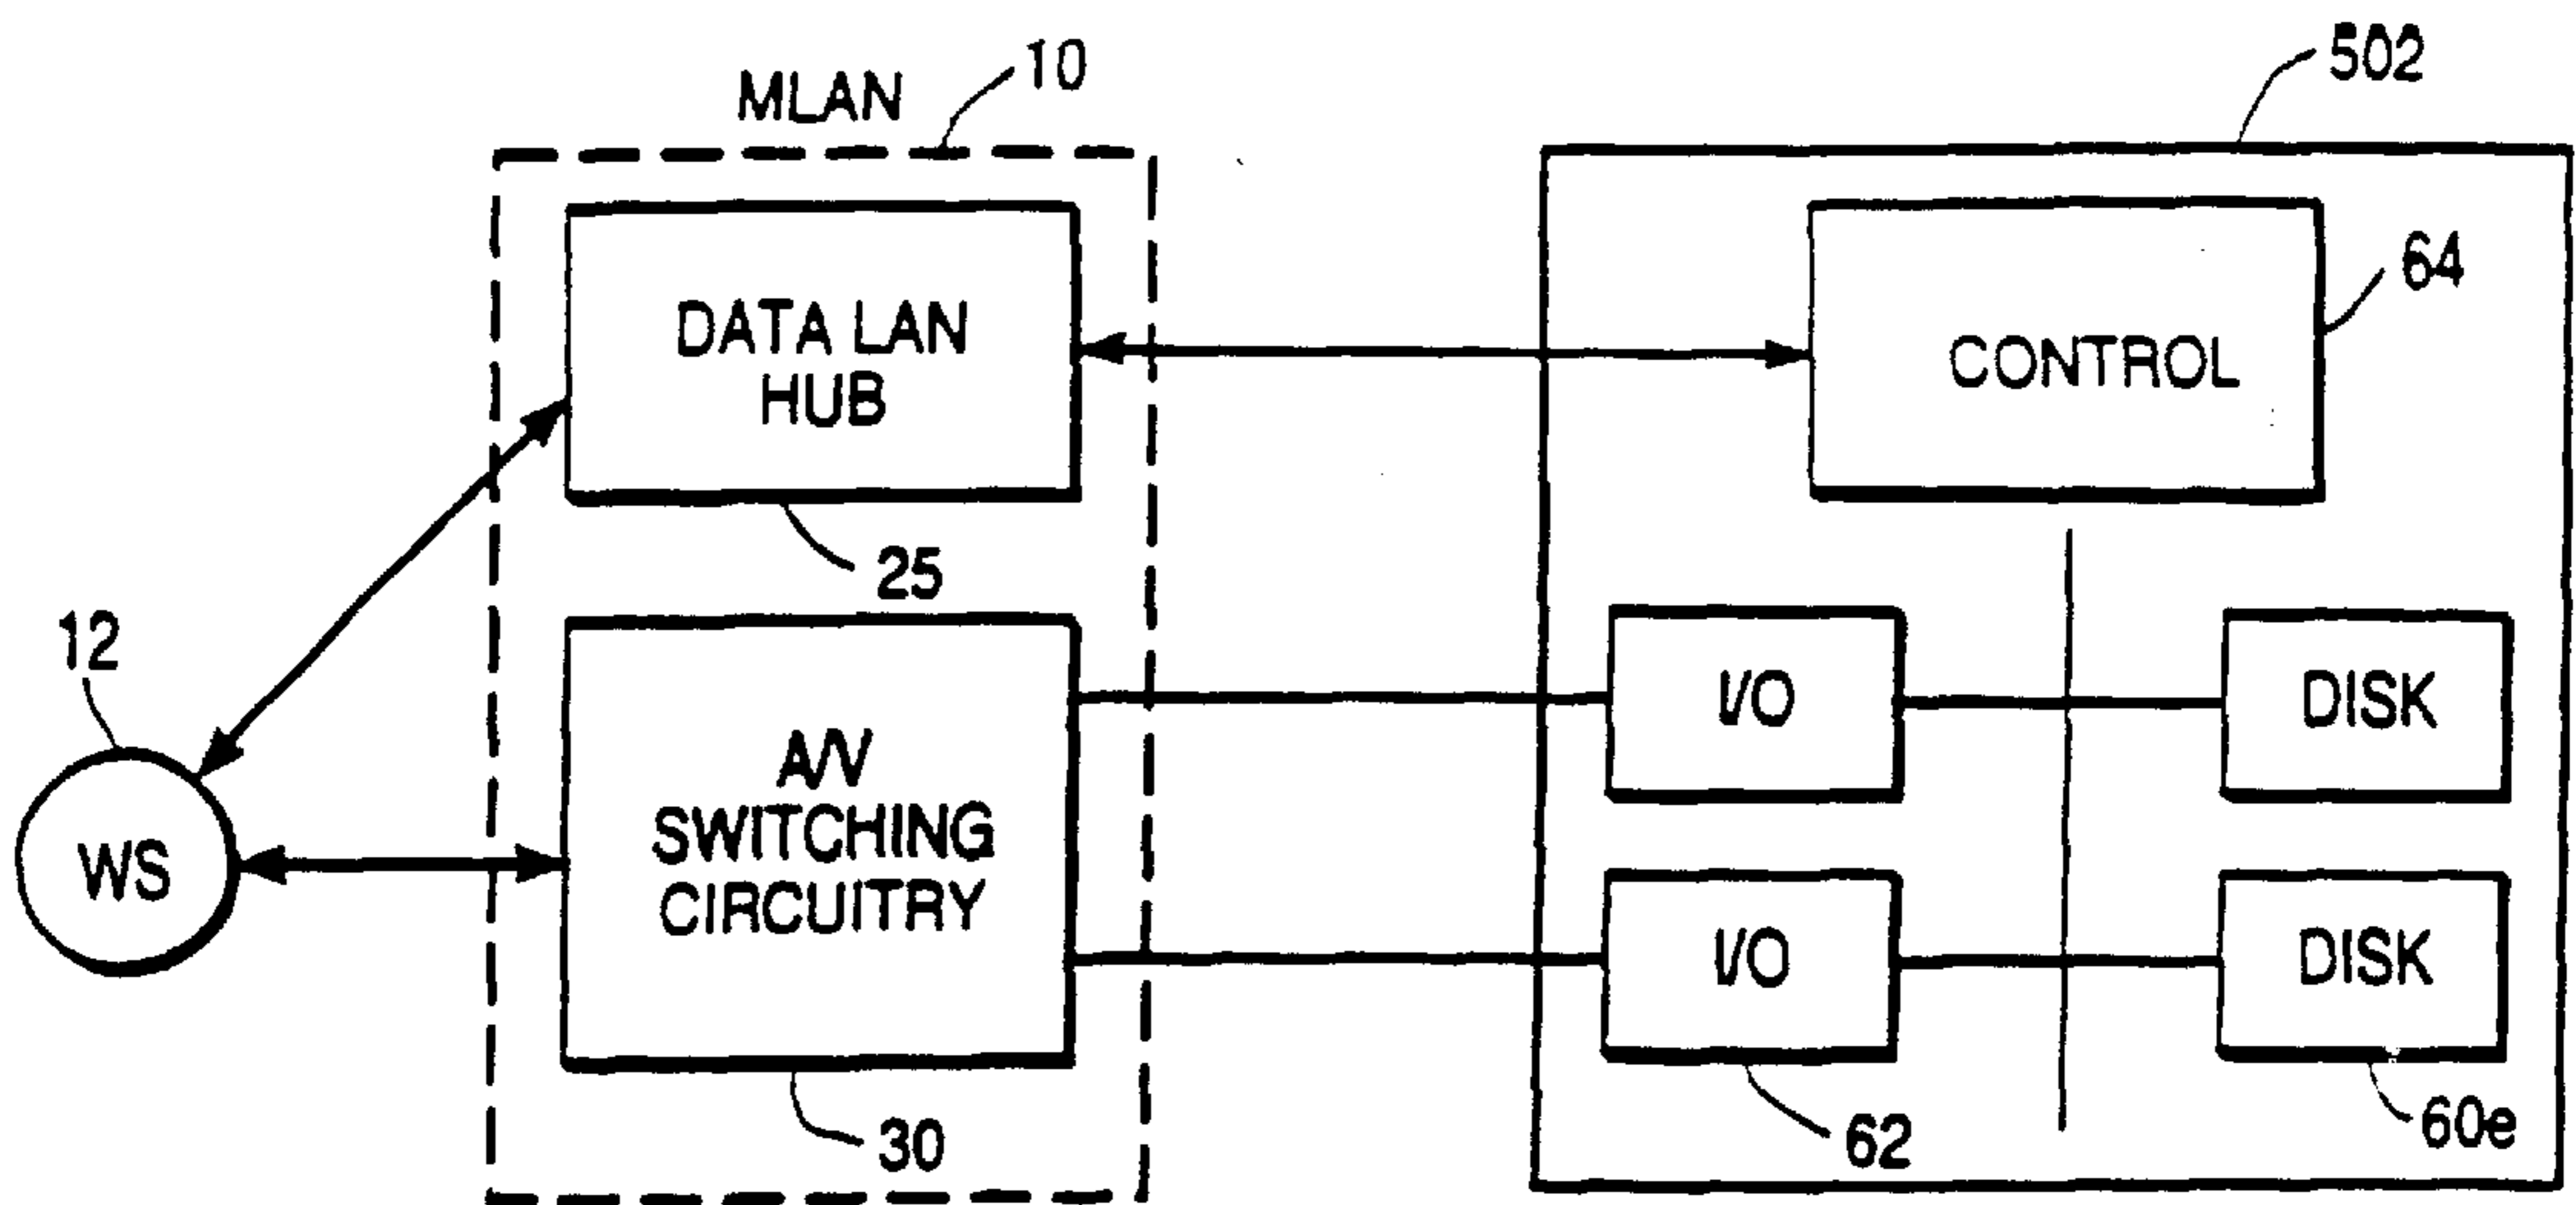 MLAN
10
502
DATA LAN
HUB
25
CONTROL
64
12
WS
A/V
SWITCHING
CIRCUITRY
30
I/O
DISK
I/O
DISK
62
60e